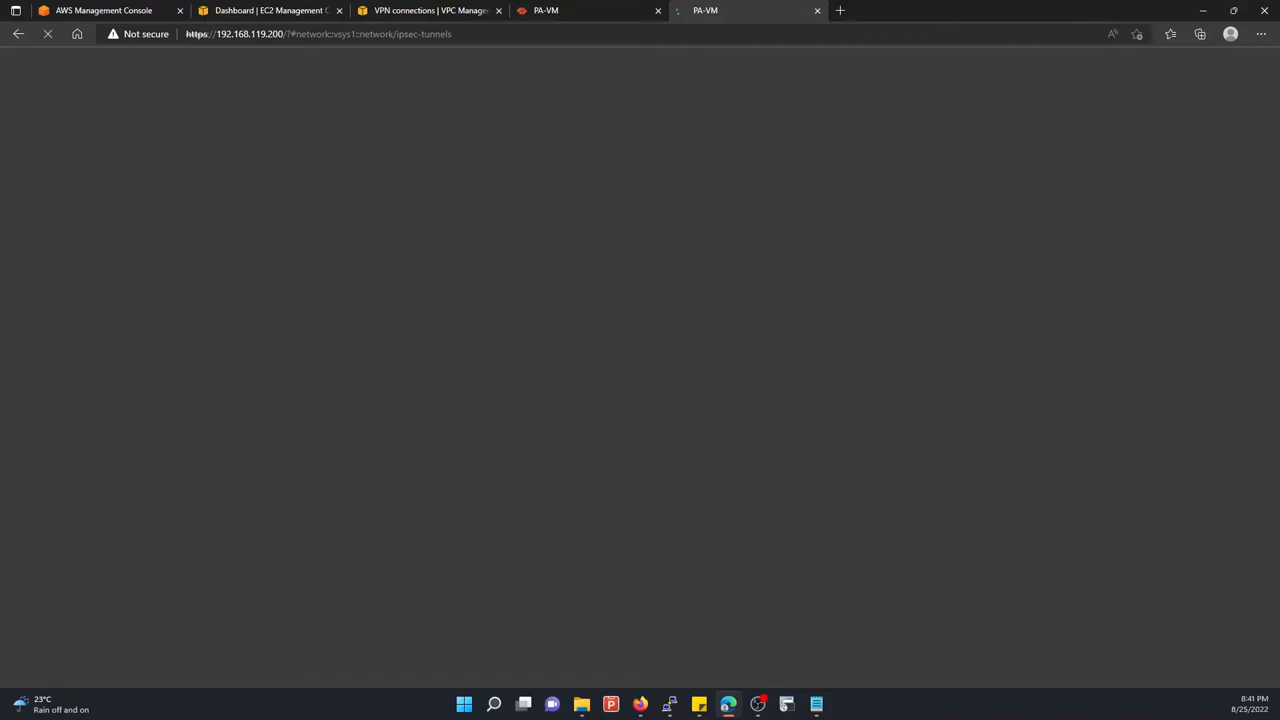 AWS Management Console
Dashboard | EC2 Management C
VPN connections | VPC Manage
PA-VM
PA-VM
Not secure
https://192.168.119.200/?#network::vsys1::network/ipsec-tunnels
23°C
Rain off and on
8:41 PM
8/25/2022